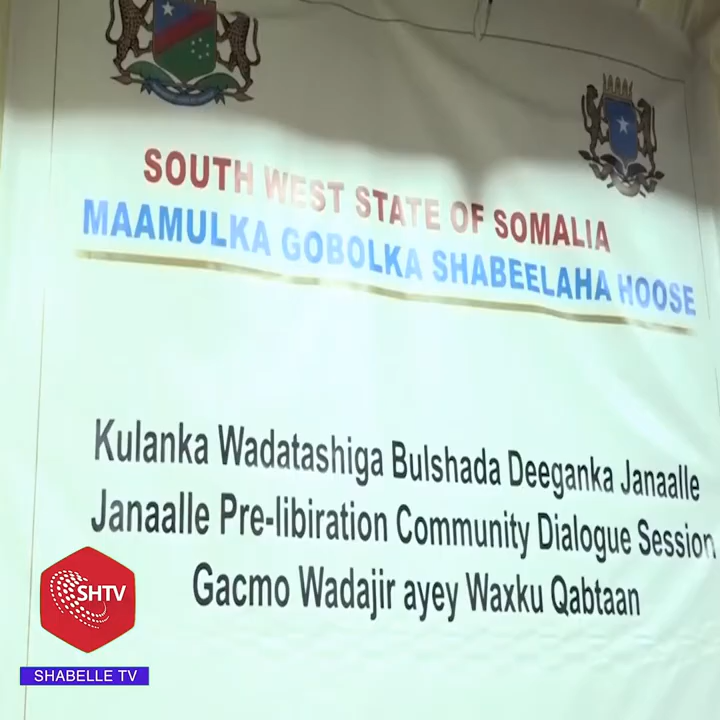 SOUTH WEST STATE OF SOMALIA
MAAMULKA GOBOLKA SHABEELAHA HOOSE
Kulanka Wadatashiga Bulshada Deeganka Janaalle
Janaalle Pre-libiration Community Dialogue Session
Gacmo Wadajir ayey Waxku Qabtaan
SHTV
SHABELLE TV